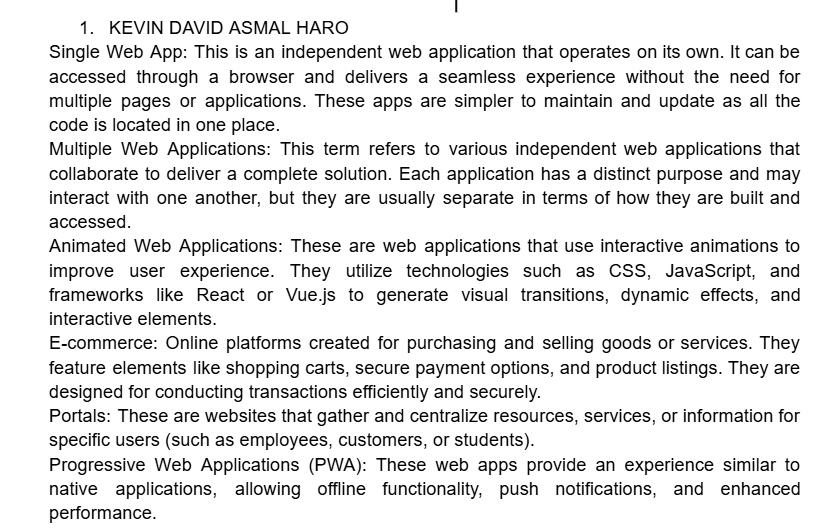 1. KEVIN DAVID ASMAL HARO
Single Web App: This is an independent web application that operates on its own. It can be
accessed through a browser and delivers a seamless experience without the need for
multiple pages or applications. These apps are simpler to maintain and update as all the
code is located in one place.
Multiple Web Applications: This term refers to various independent web applications that
collaborate to deliver a complete solution. Each application has a distinct purpose and may
interact with one another, but they are usually separate in terms of how they are built and
accessed.
Animated Web Applications: These are web applications that use interactive animations to
improve user experience. They utilize technologies such as CSS, JavaScript, and
frameworks like React or Vue.js to generate visual transitions, dynamic effects, and
interactive elements.
E-commerce: Online platforms created for purchasing and selling goods or services. They
feature elements like shopping carts, secure payment options, and product listings. They are
designed for conducting transactions efficiently and securely.
Portals: These are websites that gather and centralize resources, services, or information for
specific users (such as employees, customers, or students).
Progressive Web Applications (PWA): These web apps provide an experience similar to
native applications, allowing offline functionality, push notifications, and enhanced
performance.